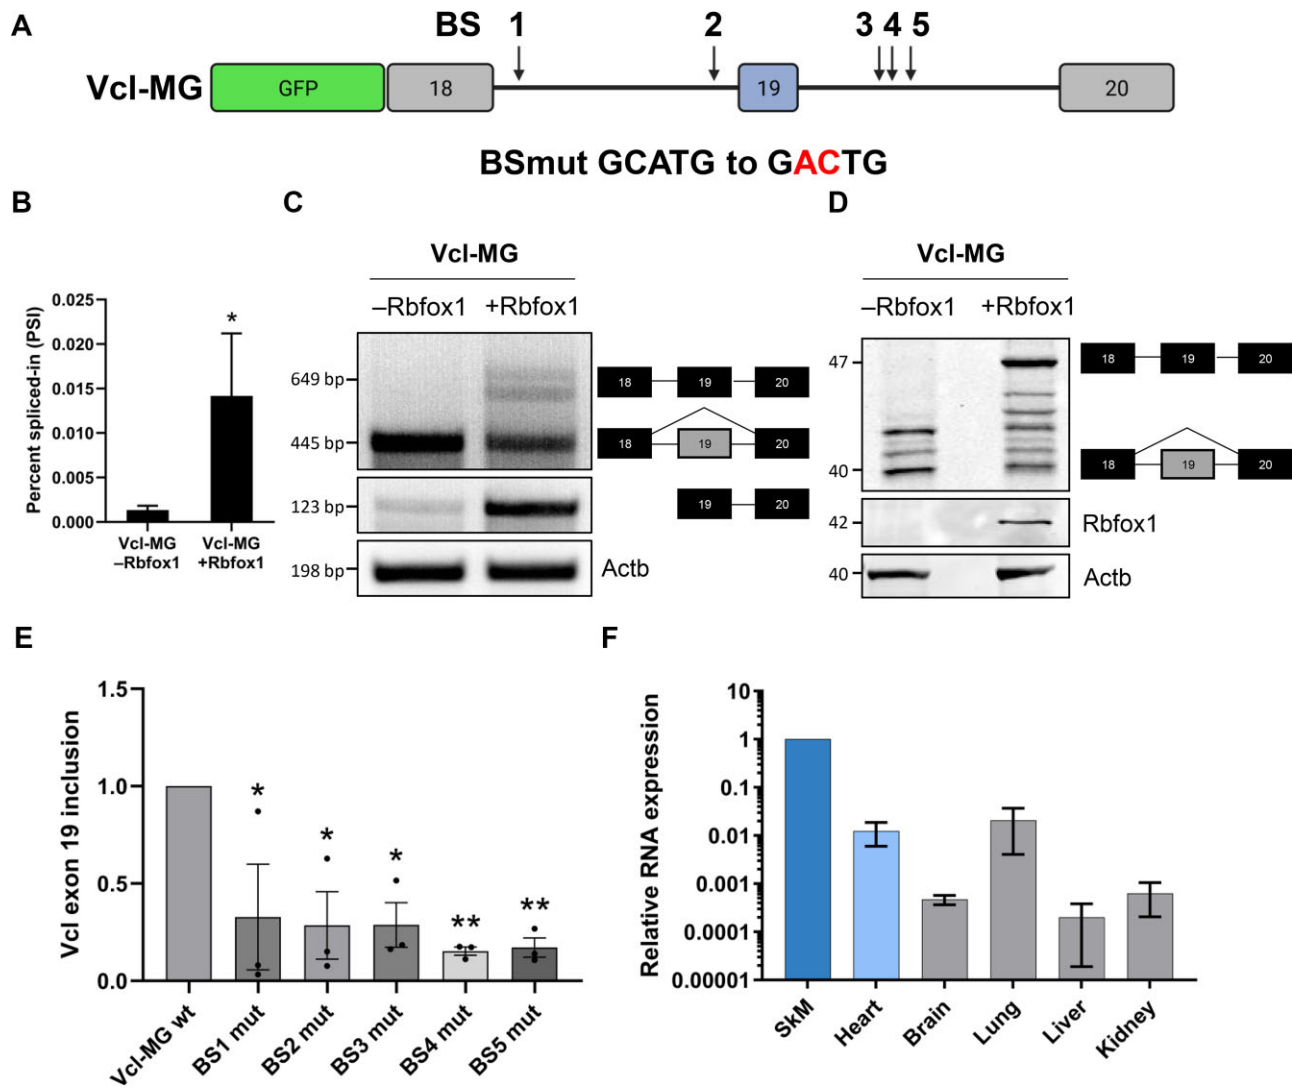 A
BS 1 2 3 4 5
Vcl-MG GFP 18 19 20
BSmut GCATG to GACTG
B
Percent spliced-in (PSI)
0.025
0.020
0.015
0.010
0.005
0.000
*
Vcl-MG –Rbfox1
Vcl-MG +Rbfox1
C
Vcl-MG
–Rbfox1 +Rbfox1
649 bp 18 19 20
445 bp 18 19 20
123 bp 19 20
198 bp Actb
D
Vcl-MG
–Rbfox1 +Rbfox1
47 18 19 20
40 18 19 20
42 Rbfox1
40 Actb
E
Vcl exon 19 inclusion
1.5
1.0
0.5
0.0
* * * ** **
Vcl-MG wt
BS1 mut
BS2 mut
BS3 mut
BS4 mut
BS5 mut
F
Relative RNA expression
10
1
0.1
0.01
0.001
0.0001
0.00001
SkM
Heart
Brain
Lung
Liver
Kidney